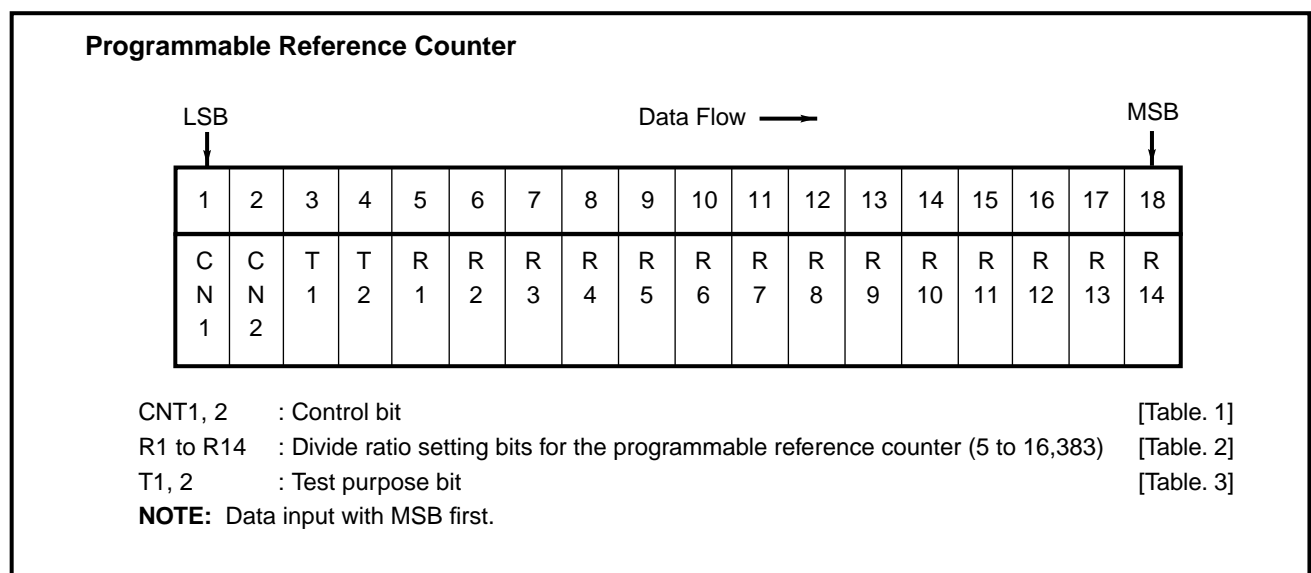 Programmable Reference Counter
LSB Data Flow MSB
1 2 3 4 5 6 7 8 9 10 11 12 13 14 15 16 17 18
C C T T R R R R R R R R R R R R R R
N N 1 2 1 2 3 4 5 6 7 8 9 10 11 12 13 14
1 2
CNT1, 2 : Control bit [Table. 1]
R1 to R14 : Divide ratio setting bits for the programmable reference counter (5 to 16,383) [Table. 2]
T1, 2 : Test purpose bit [Table. 3]
NOTE: Data input with MSB first.